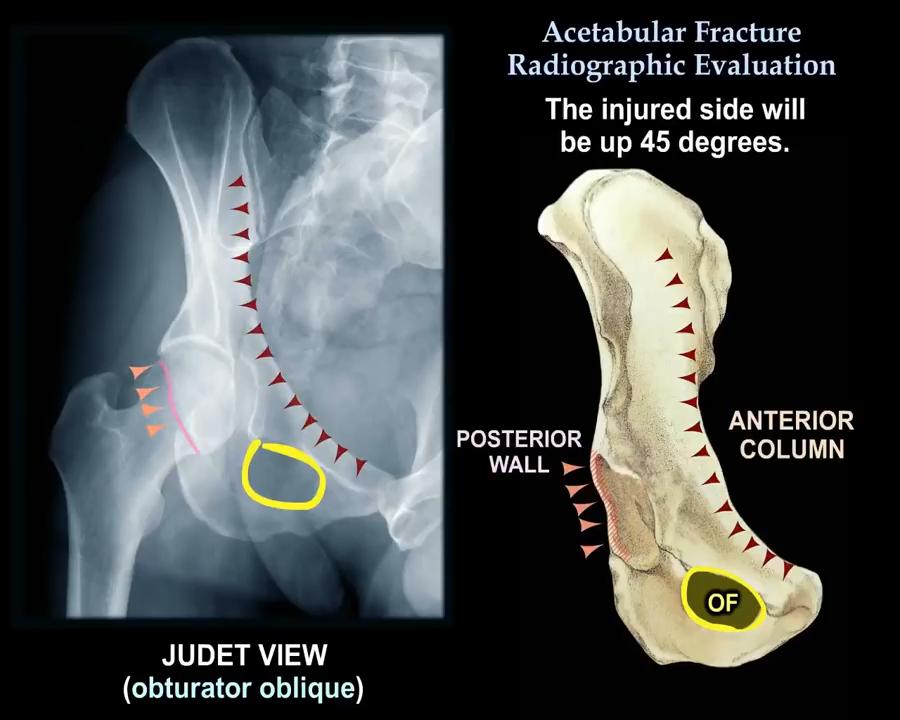 Acetabular Fracture
Radiographic Evaluation
The injured side will
be up 45 degrees.
POSTERIOR
WALL
ANTERIOR
COLUMN
OF
JUDET VIEW
(obturator oblique)